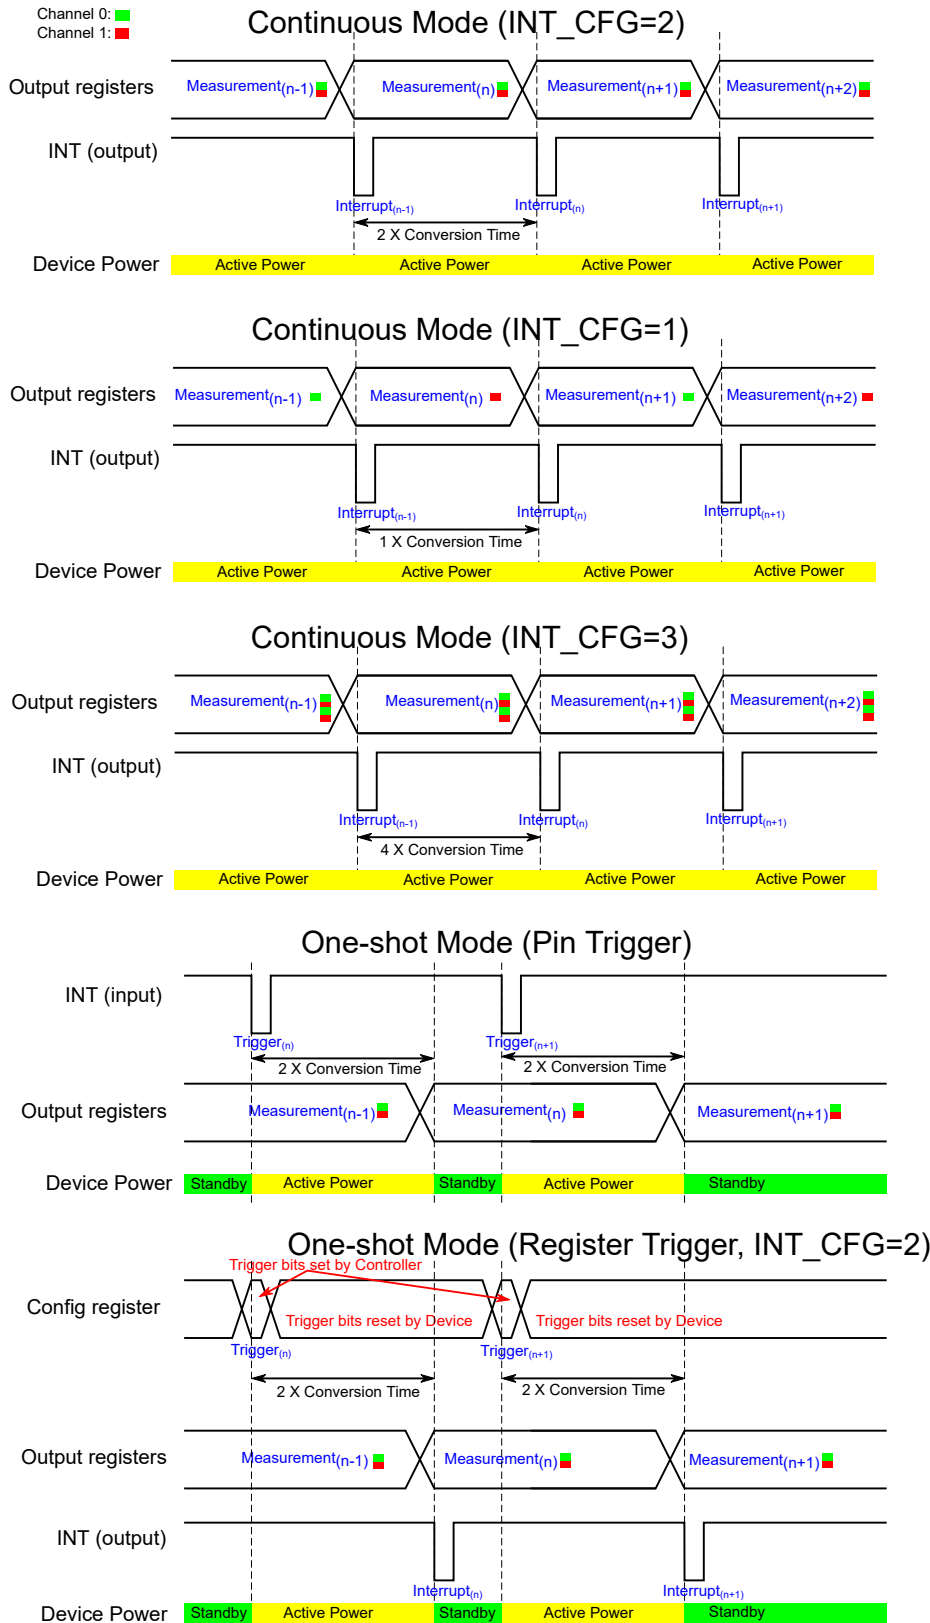 Channel 0:
Channel 1:
Continuous Mode (INT_CFG=2)
Output registers
Measurement(n-1) Measurement(n) Measurement(n+1) Measurement(n+2)
INT (output)
Interrupt(n-1) Interrupt(n) Interrupt(n+1)
2 X Conversion Time
Device Power Active Power Active Power Active Power Active Power
Continuous Mode (INT_CFG=1)
Output registers
Measurement(n-1) Measurement(n) Measurement(n+1) Measurement(n+2)
INT (output)
Interrupt(n-1) Interrupt(n) Interrupt(n+1)
1 X Conversion Time
Device Power Active Power Active Power Active Power Active Power
Continuous Mode (INT_CFG=3)
Output registers
Measurement(n-1) Measurement(n) Measurement(n+1) Measurement(n+2)
INT (output)
Interrupt(n-1) Interrupt(n) Interrupt(n+1)
4 X Conversion Time
Device Power Active Power Active Power Active Power Active Power
One-shot Mode (Pin Trigger)
INT (input)
Trigger(n) Trigger(n+1)
2 X Conversion Time 2 X Conversion Time
Output registers Measurement(n-1) Measurement(n) Measurement(n+1)
Device Power Standby Active Power Standby Active Power Standby
One-shot Mode (Register Trigger, INT_CFG=2)
Trigger bits set by Controller
Config register
Trigger bits reset by Device Trigger bits reset by Device
Trigger(n) Trigger(n+1)
2 X Conversion Time 2 X Conversion Time
Output registers Measurement(n-1) Measurement(n) Measurement(n+1)
INT (output)
Interrupt(n) Interrupt(n+1)
Device Power Standby Active Power Standby Active Power Standby